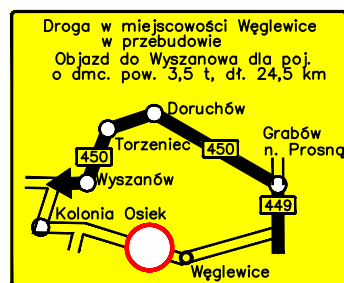 Droga w miejscowości Węglewice
w przebudowie
Objazd do Wyszanowa dla poj.
o dmc. pow. 3,5 t, dł. 24,5 km
Doruchów
Grabów
n. Prosną
Torzeniec
450
450
Wyszanów
449
Kolonia Osiek
Węglewice